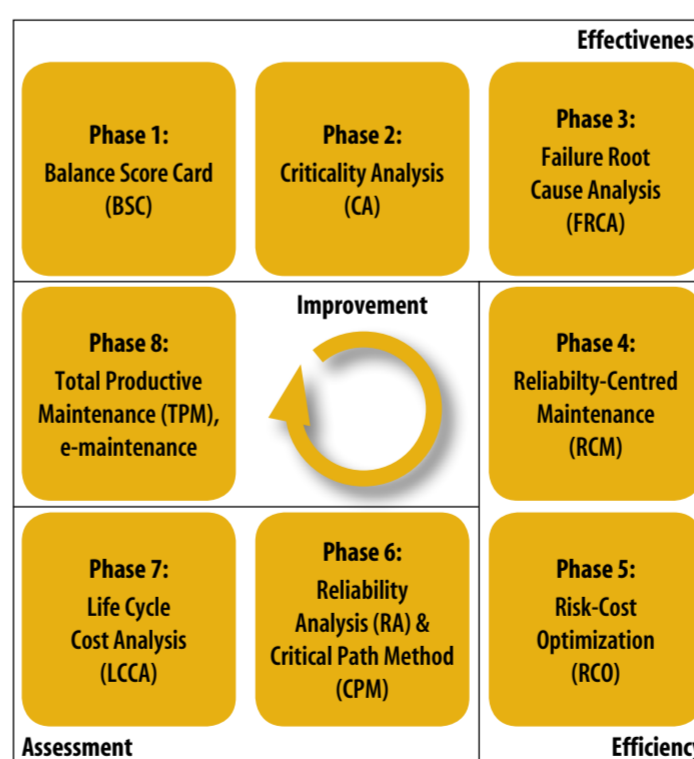 Effectivenes
Phase 1:
Balance Score Card
(BSC)
Phase 2:
Criticality Analysis
(CA)
Phase 3:
Failure Root
Cause Analysis
(FRCA)
Improvement
Phase 8:
Total Productive
Maintenance (TPM),
e-maintenance
Phase 4:
Reliabilty-Centred
Maintenance
(RCM)
Phase 7:
Life Cycle
Cost Analysis
(LCCA)
Phase 6:
Reliability
Analysis (RA) &
Critical Path Method
(CPM)
Phase 5:
Risk-Cost
Optimization
(RCO)
Assessment
Efficiency